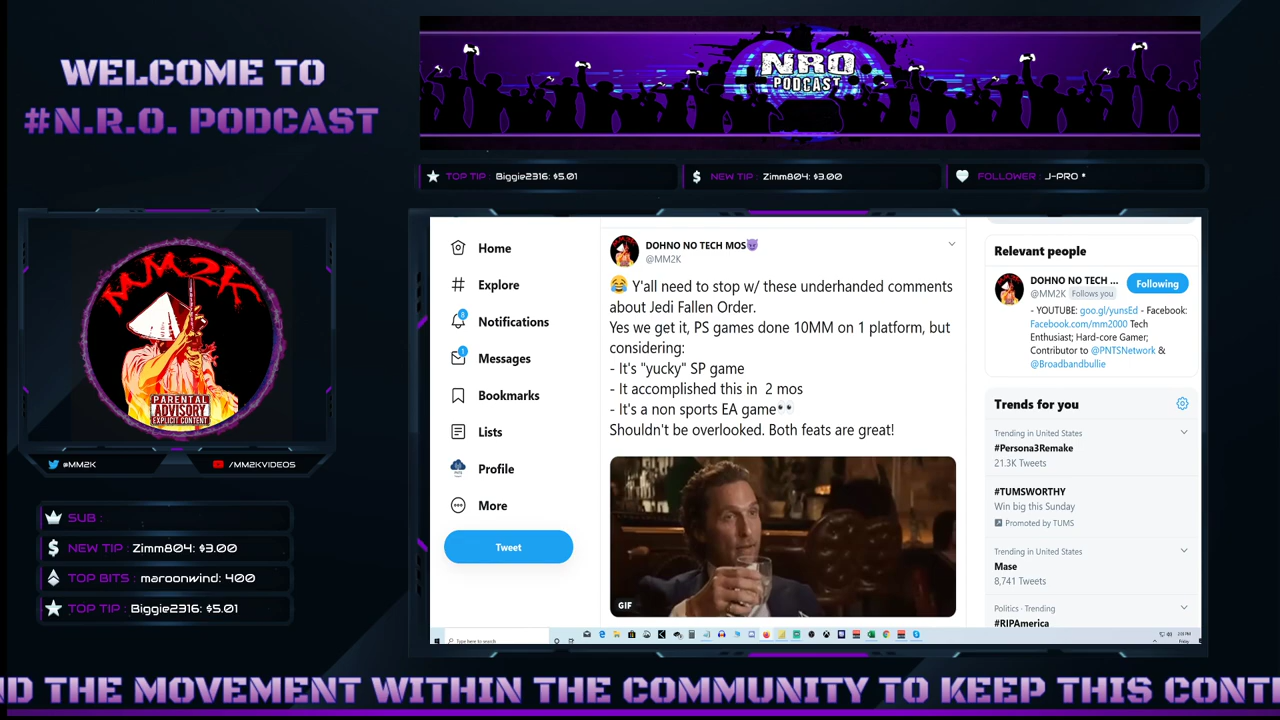 WELCOME TO
#N.R.O. PODCAST
NRO
PODCAST
TOP TIP : Biggie2316: $5.01
NEW TIP : Zimm804: $3.00
FOLLOWER : J-PRO *
MM2K
PARENTAL
ADVISORY
EXPLICIT CONTENT
@MM2K
/MM2KVIDEOS
SUB :
NEW TIP : Zimm804: $3.00
TOP BITS : maroonwind: 400
TOP TIP : Biggie2316: $5.01
Home
Explore
8
Notifications
1
Messages
Bookmarks
Lists
Profile
More
Tweet
DOHNO NO TECH MOS😈
@MM2K
😂 Y'all need to stop w/ these underhanded comments
about Jedi Fallen Order.
Yes we get it, PS games done 10MM on 1 platform, but
considering:
- It's "yucky" SP game
- It accomplished this in 2 mos
- It's a non sports EA game👀
Shouldn't be overlooked. Both feats are great!
GIF
Relevant people
DOHNO NO TECH ...
@MM2K Follows you
Following
- YOUTUBE: goo.gl/yunsEd - Facebook:
Facebook.com/mm2000 Tech
Enthusiast; Hard-core Gamer;
Contributor to @PNTSNetwork &
@Broadbandbullie
Trends for you
Trending in United States
#Persona3Remake
21.3K Tweets
#TUMSWORTHY
Win big this Sunday
Promoted by TUMS
Trending in United States
Mase
8,741 Tweets
Politics · Trending
#RIPAmerica
Type here to search
Friday
ND THE MOVEMENT WITHIN THE COMMUNITY TO KEEP THIS CONT